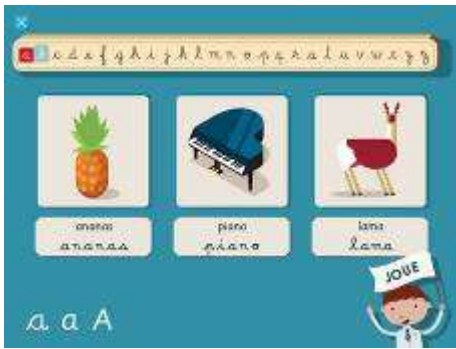 a b c d e f g h i j k l m n o p q r s t u v w x y z
ananas
ananas
piano
piano
lama
lama
JOUE
a a A